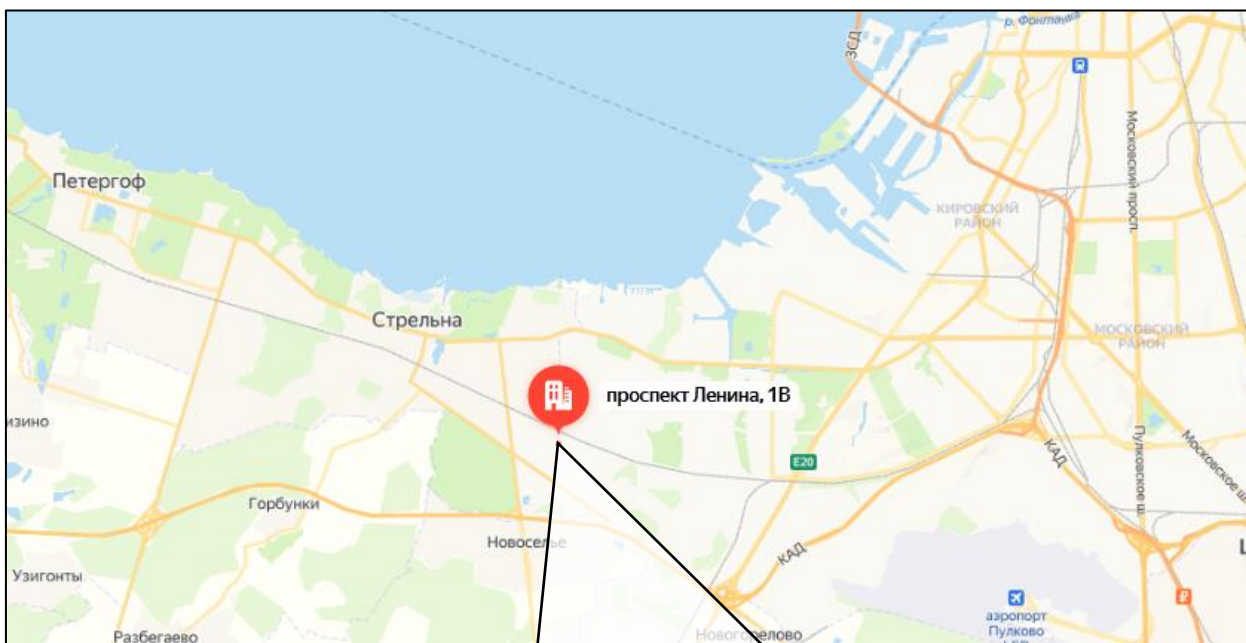 р. Фонтанка
ЗСД
Московский просп.
Петергоф
КИРОВСКИЙ
РАЙОН
Стрельна
МОСКОВСКИЙ
РАЙОН
проспект Ленина, 1В
изино
Пулковское ш.
Московское ш.
КАД
E20
Горбунки
Новоселье
КАД
Узигонты
аэропорт
Пулково
Разбегаево
Новогорелово